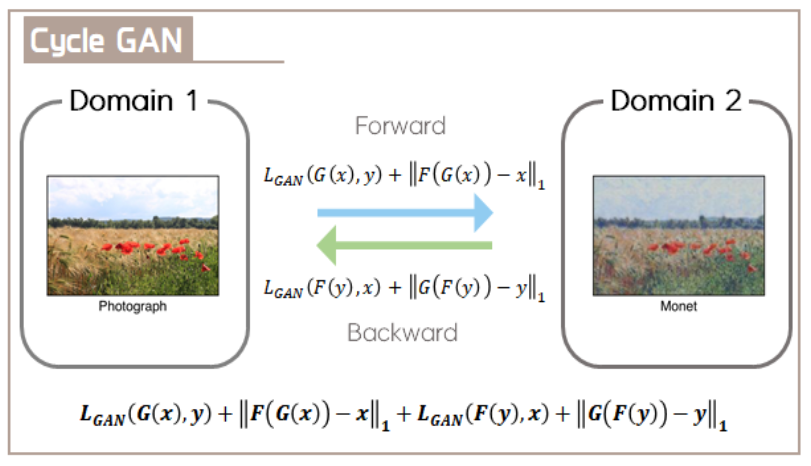 Cycle GAN
Domain 1
Domain 2
Forward
L_GAN(G(x), y) + ‖F(G(x)) − x‖₁
L_GAN(F(y), x) + ‖G(F(y)) − y‖₁
Backward
Photograph
Monet
L_GAN(G(x), y) + ‖F(G(x)) − x‖₁ + L_GAN(F(y), x) + ‖G(F(y)) − y‖₁